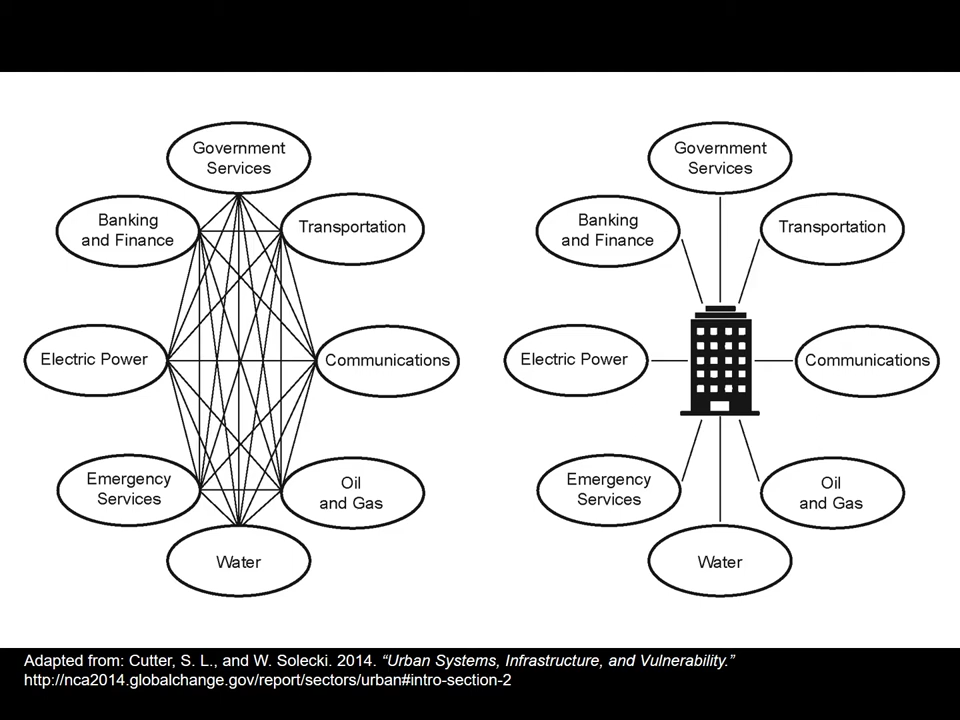 Government
Services
Banking
and Finance
Transportation
Electric Power
Communications
Emergency
Services
Oil
and Gas
Water
Government
Services
Banking
and Finance
Transportation
Electric Power
Communications
Emergency
Services
Oil
and Gas
Water
Adapted from: Cutter, S. L., and W. Solecki. 2014. “Urban Systems, Infrastructure, and Vulnerability.”
http://nca2014.globalchange.gov/report/sectors/urban#intro-section-2